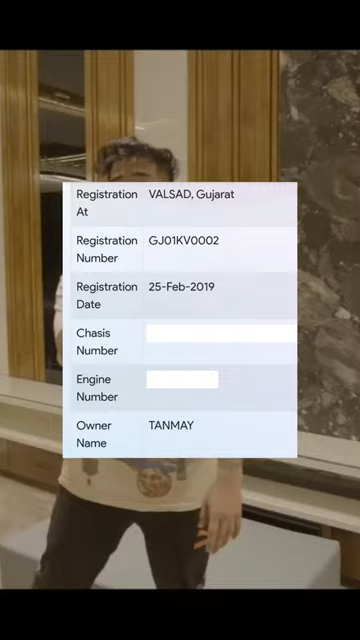 Registration At VALSAD, Gujarat
Registration Number GJ01KV0002
Registration Date 25-Feb-2019
Chasis Number
Engine Number
Owner Name TANMAY